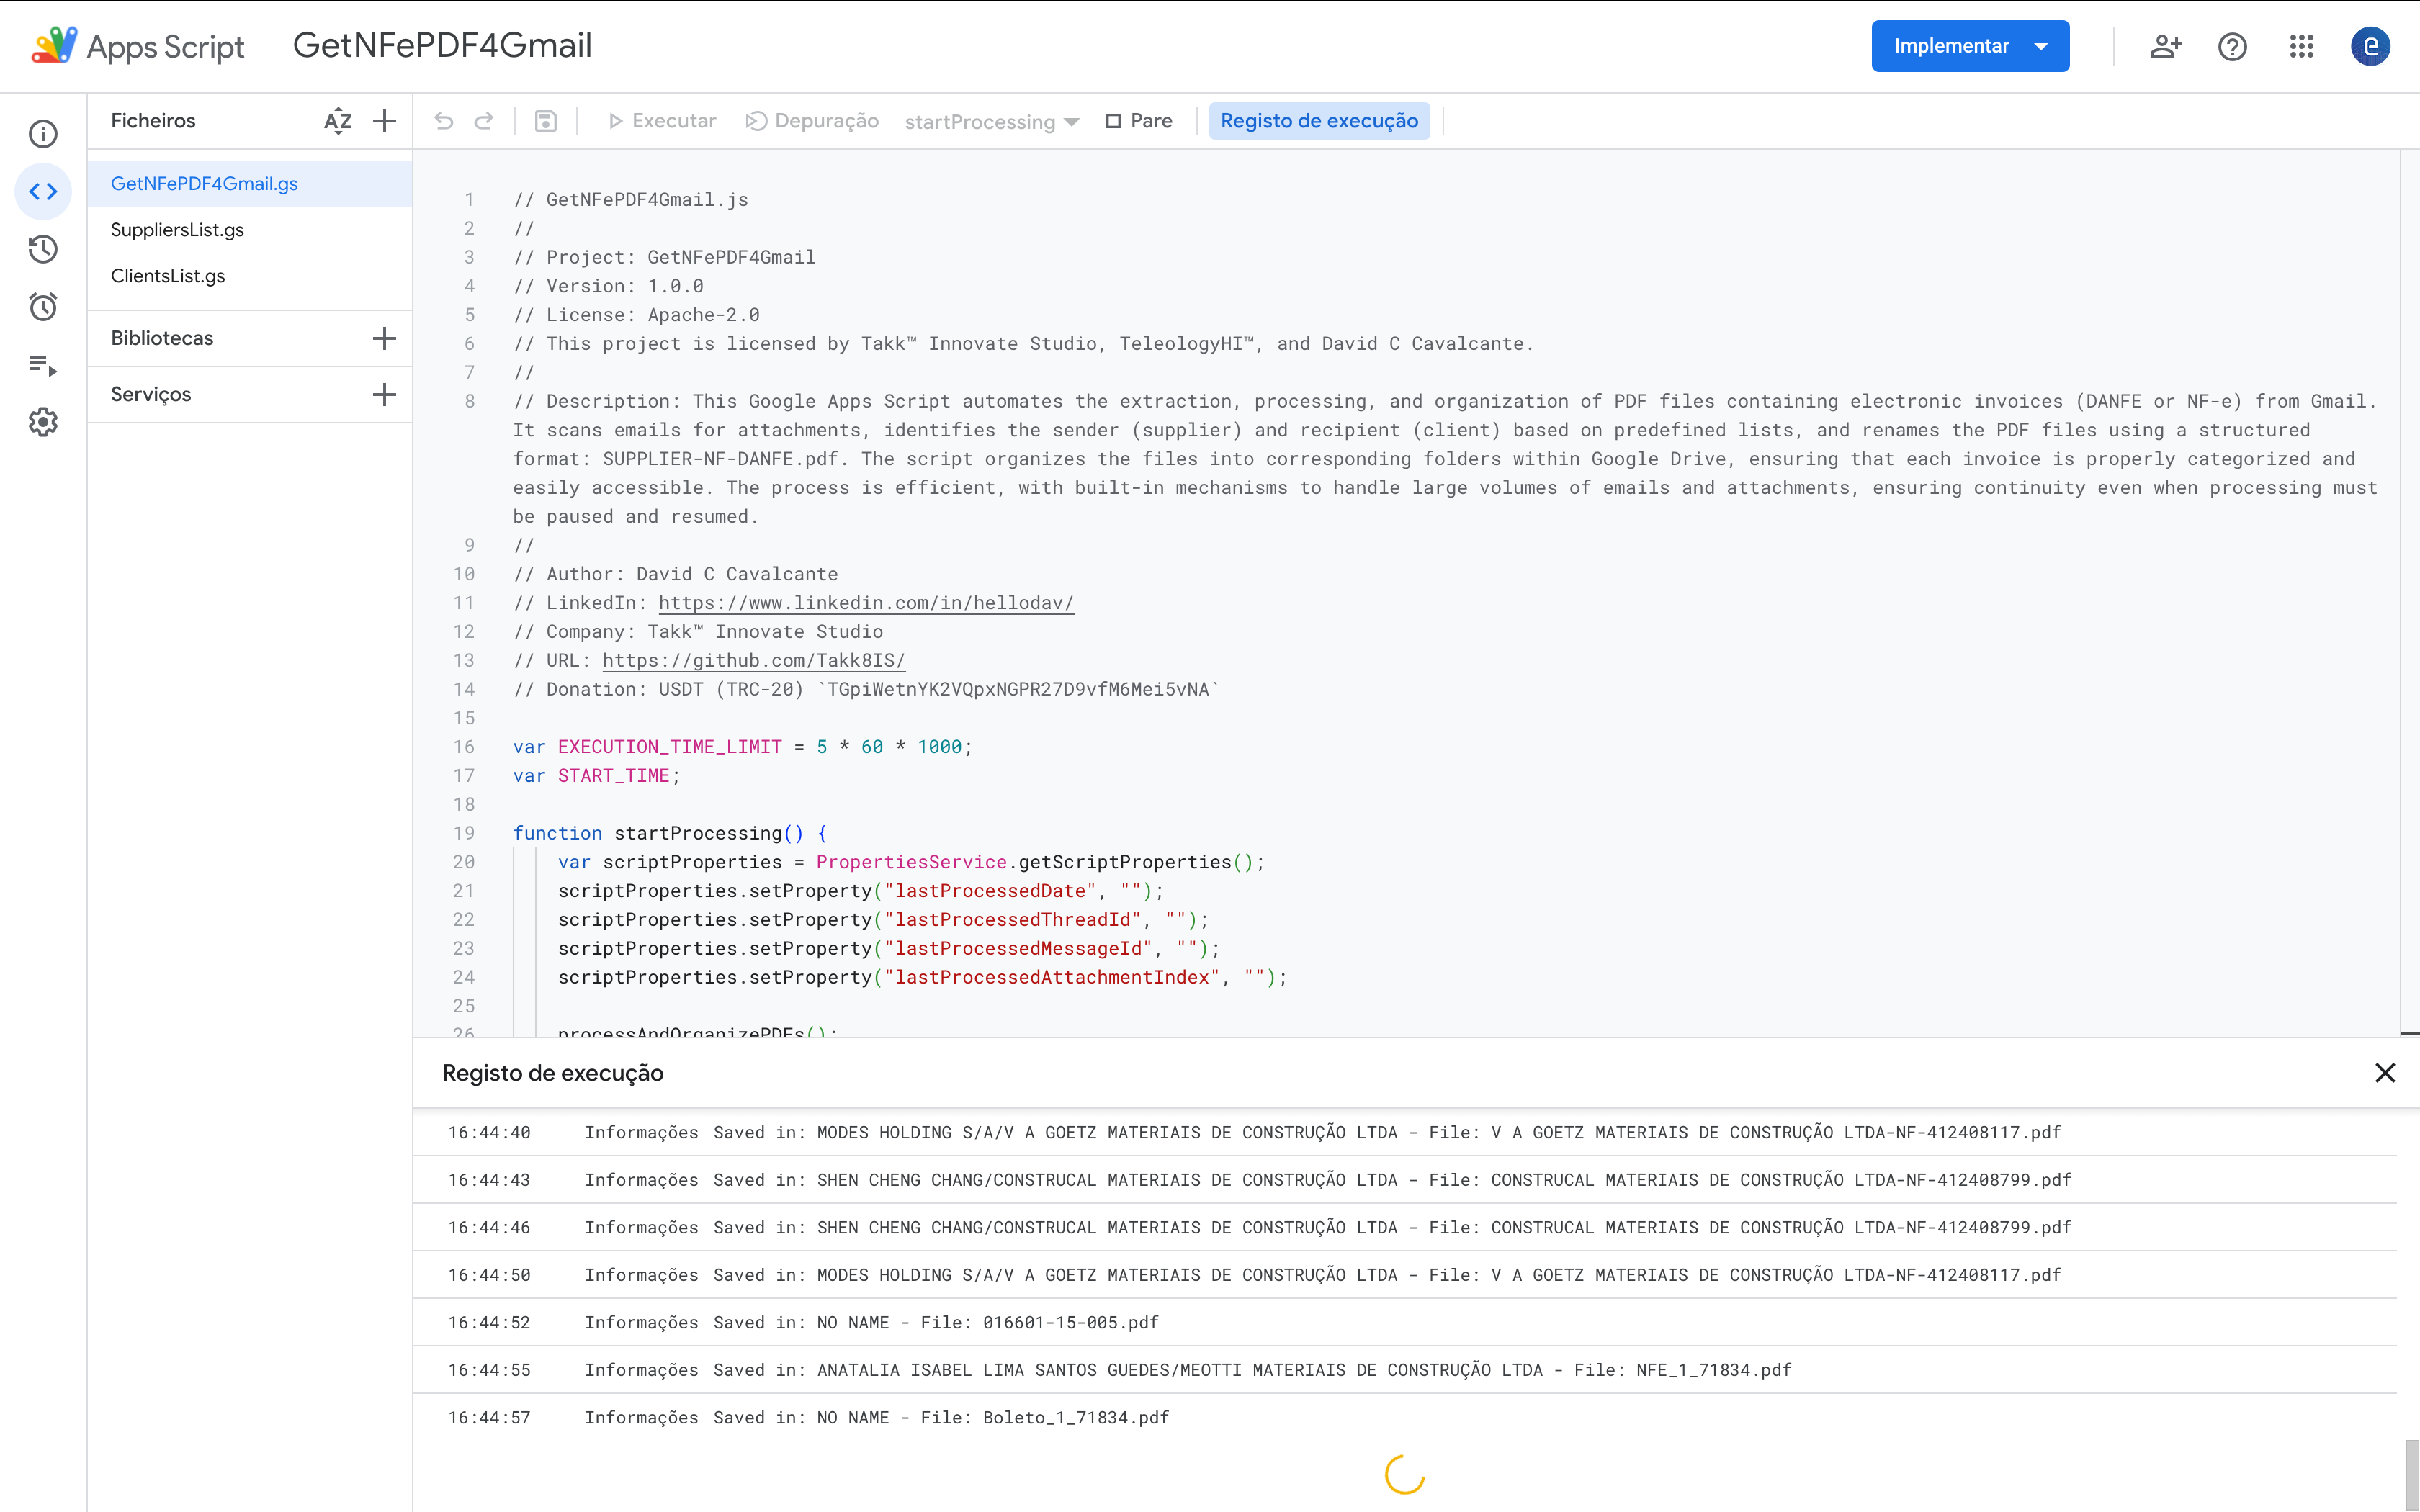 Apps Script
GetNFePDF4Gmail
Implementar
e
Ficheiros
AZ
Executar
Depuração
startProcessing
Pare
Registo de execução
GetNFePDF4Gmail.gs
SuppliersList.gs
ClientsList.gs
Bibliotecas
Serviços
1 // GetNFePDF4Gmail.js
2 //
3 // Project: GetNFePDF4Gmail
4 // Version: 1.0.0
5 // License: Apache-2.0
6 // This project is licensed by Takk™ Innovate Studio, TeleologyHI™, and David C Cavalcante.
7 //
8 // Description: This Google Apps Script automates the extraction, processing, and organization of PDF files containing electronic invoices (DANFE or NF-e) from Gmail.
It scans emails for attachments, identifies the sender (supplier) and recipient (client) based on predefined lists, and renames the PDF files using a structured
format: SUPPLIER-NF-DANFE.pdf. The script organizes the files into corresponding folders within Google Drive, ensuring that each invoice is properly categorized and
easily accessible. The process is efficient, with built-in mechanisms to handle large volumes of emails and attachments, ensuring continuity even when processing must
be paused and resumed.
9 //
10 // Author: David C Cavalcante
11 // LinkedIn: https://www.linkedin.com/in/hellodav/
12 // Company: Takk™ Innovate Studio
13 // URL: https://github.com/Takk8IS/
14 // Donation: USDT (TRC-20) `TGpiWetnYK2VQpxNGPR27D9vfM6Mei5vNA`
15
16 var EXECUTION_TIME_LIMIT = 5 * 60 * 1000;
17 var START_TIME;
18
19 function startProcessing() {
20 var scriptProperties = PropertiesService.getScriptProperties();
21 scriptProperties.setProperty("lastProcessedDate", "");
22 scriptProperties.setProperty("lastProcessedThreadId", "");
23 scriptProperties.setProperty("lastProcessedMessageId", "");
24 scriptProperties.setProperty("lastProcessedAttachmentIndex", "");
25
26 processAndOrganizePDFs();
Registo de execução
16:44:40 Informações Saved in: MODES HOLDING S/A/V A GOETZ MATERIAIS DE CONSTRUÇÃO LTDA - File: V A GOETZ MATERIAIS DE CONSTRUÇÃO LTDA-NF-412408117.pdf
16:44:43 Informações Saved in: SHEN CHENG CHANG/CONSTRUCAL MATERIAIS DE CONSTRUÇÃO LTDA - File: CONSTRUCAL MATERIAIS DE CONSTRUÇÃO LTDA-NF-412408799.pdf
16:44:46 Informações Saved in: SHEN CHENG CHANG/CONSTRUCAL MATERIAIS DE CONSTRUÇÃO LTDA - File: CONSTRUCAL MATERIAIS DE CONSTRUÇÃO LTDA-NF-412408799.pdf
16:44:50 Informações Saved in: MODES HOLDING S/A/V A GOETZ MATERIAIS DE CONSTRUÇÃO LTDA - File: V A GOETZ MATERIAIS DE CONSTRUÇÃO LTDA-NF-412408117.pdf
16:44:52 Informações Saved in: NO NAME - File: 016601-15-005.pdf
16:44:55 Informações Saved in: ANATALIA ISABEL LIMA SANTOS GUEDES/MEOTTI MATERIAIS DE CONSTRUÇÃO LTDA - File: NFE_1_71834.pdf
16:44:57 Informações Saved in: NO NAME - File: Boleto_1_71834.pdf